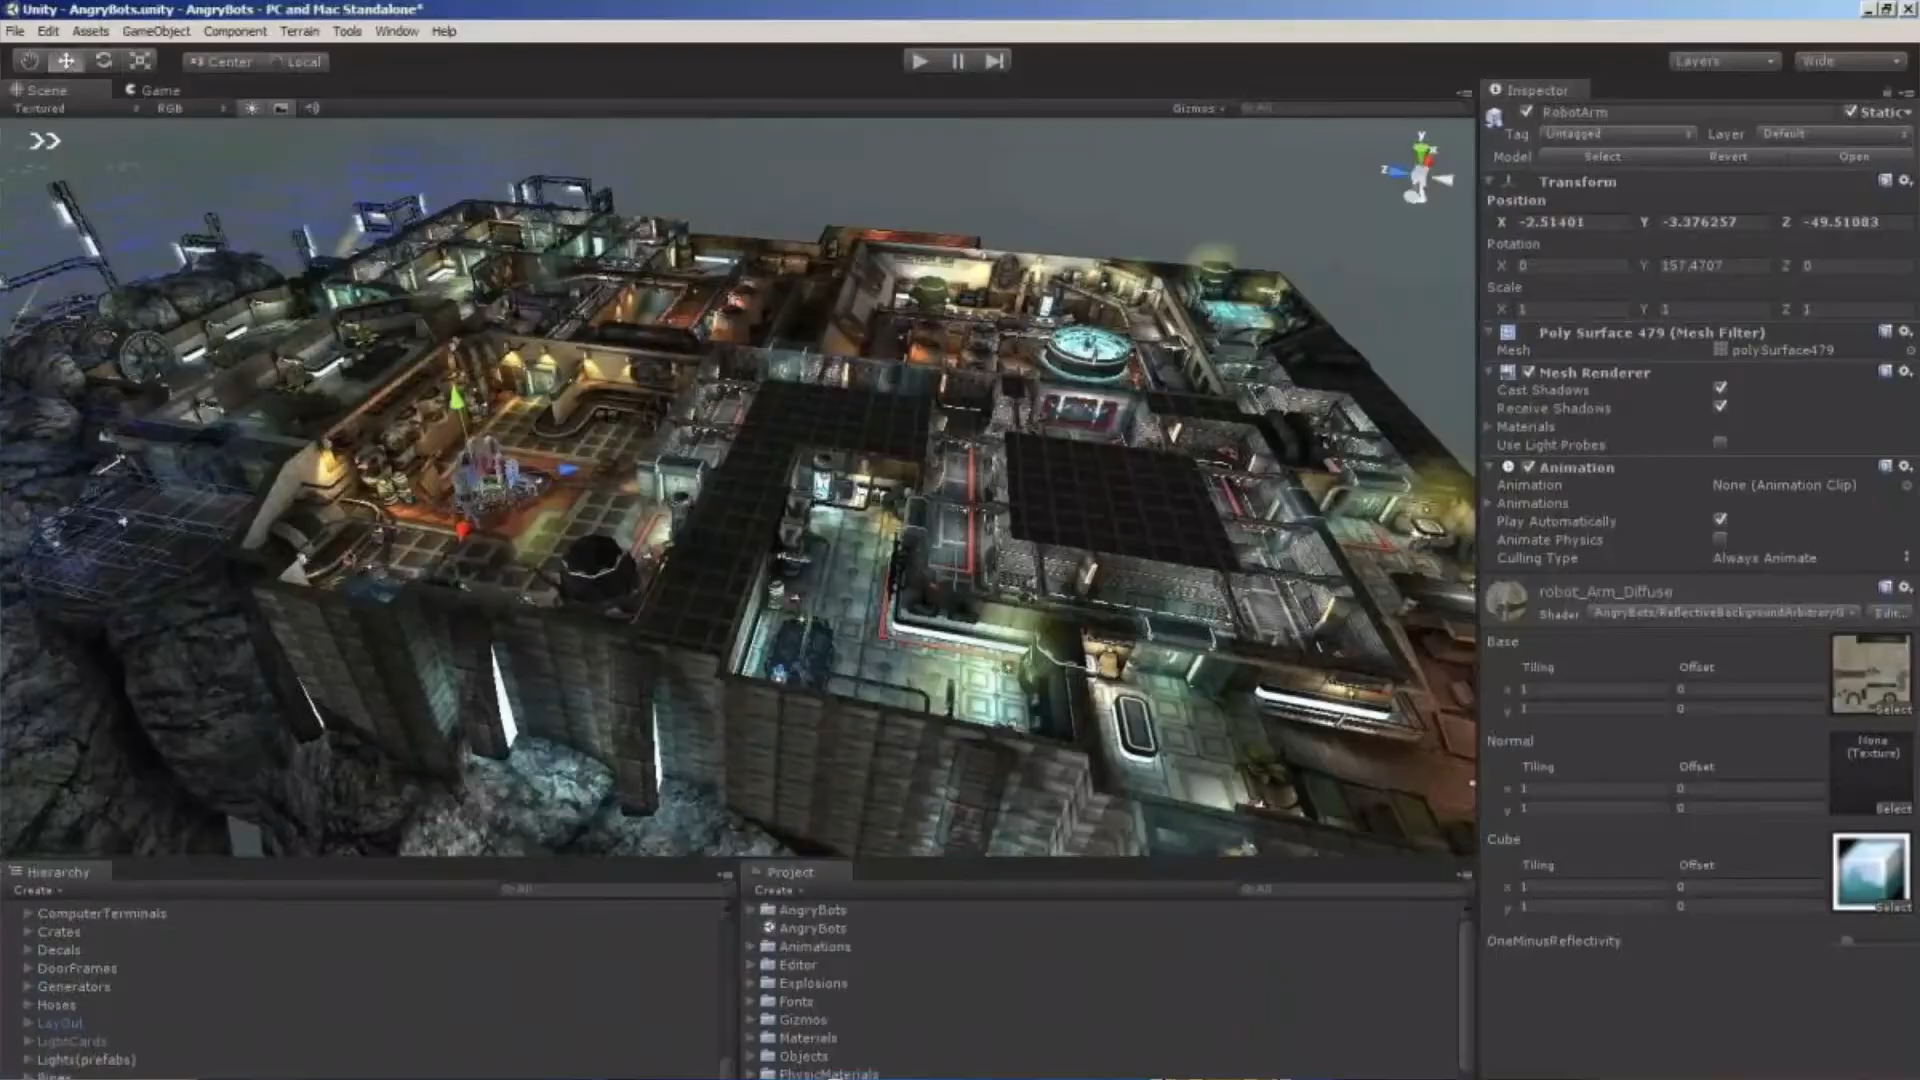 Unity - AngryBots.unity - AngryBots - PC and Mac Standalone*
File Edit Assets GameObject Component Terrain Tools Window Help
Center Local
Layers Wide
Scene Game
Textured RGB Gizmos All
Inspector
RobotArm Static
Tag Untagged Layer Default
Model Select Revert Open
Transform
Position
X -2.51401 Y -3.376257 Z -49.51083
Rotation
X 0 Y 157.4707 Z 0
Scale
X 1 Y 1 Z 1
Poly Surface 479 (Mesh Filter)
Mesh polySurface479
Mesh Renderer
Cast Shadows
Receive Shadows
Materials
Use Light Probes
Animation
Animation None (Animation Clip)
Animations
Play Automatically
Animate Physics
Culling Type Always Animate
robot_Arm_Diffuse
Shader AngryBots/ReflectiveBackgroundArbitraryG Edit...
Base
Tiling Offset
x 1 0
y 1 0
Select
Normal
None
(Texture)
Tiling Offset
x 1 0
y 1 0
Select
Cube
Tiling Offset
x 1 0
y 1 0
Select
OneMinusReflectivity
y
x
z
Hierarchy
Create All
ComputerTerminals
Crates
Decals
DoorFrames
Generators
Hoses
LayOut
LightCards
Lights(prefabs)
Pipes
Project
Create All
AngryBots
AngryBots
Animations
Editor
Explosions
Fonts
Gizmos
Materials
Objects
PhysicMaterials